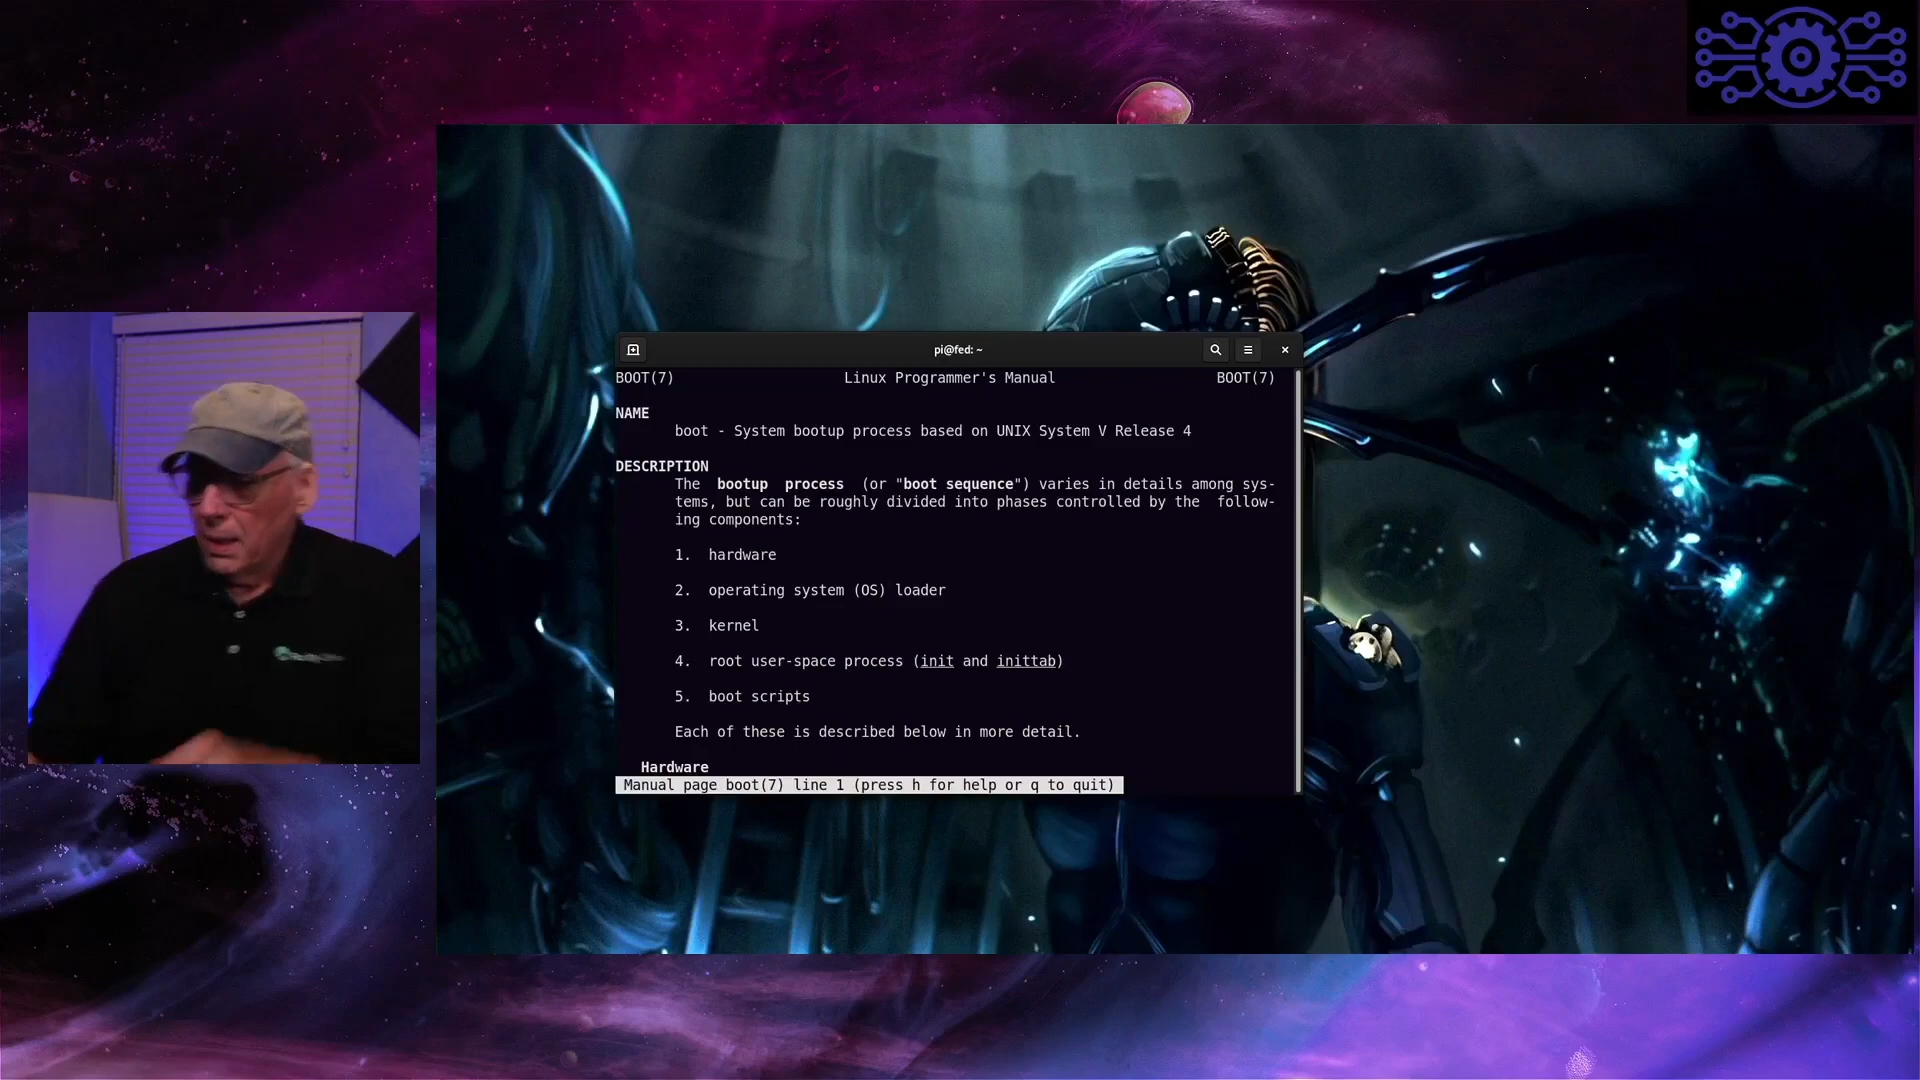 pi@fed: ~
BOOT(7) Linux Programmer's Manual BOOT(7)
NAME
boot - System bootup process based on UNIX System V Release 4
DESCRIPTION
The bootup process (or "boot sequence") varies in details among sys-
tems, but can be roughly divided into phases controlled by the follow-
ing components:
1. hardware
2. operating system (OS) loader
3. kernel
4. root user-space process (init and inittab)
5. boot scripts
Each of these is described below in more detail.
Hardware
Manual page boot(7) line 1 (press h for help or q to quit)